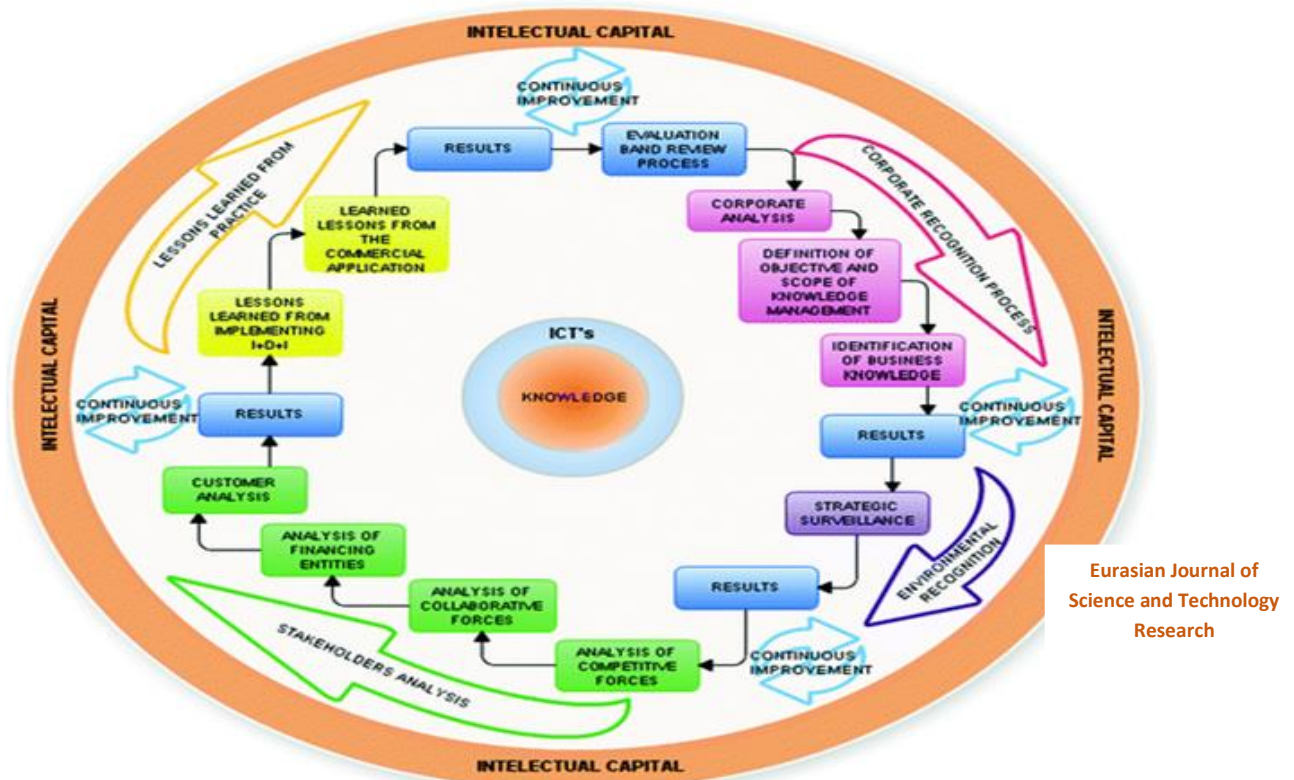 INTELECTUAL CAPITAL
CONTINUOUS
IMPROVEMENT
RESULTS
EVALUATION
BAND REVIEW
PROCESS
CORPORATE RECOGNITION PROCESS
CORPORATE
ANALYSIS
DEFINITION OF
OBJECTIVE AND
SCOPE OF
KNOWLEDGE
MANAGEMENT
IDENTIFICATION
OF BUSINESS
KNOWLEDGE
INTELECTUAL CAPITAL
CONTINUOUS
IMPROVEMENT
RESULTS
STRATEGIC
SURVEILLANCE
ENVIRONMENTAL
RECOGNITION
RESULTS
CONTINUOUS
IMPROVEMENT
ANALYSIS OF
COMPETITIVE
FORCES
ANALYSIS OF
COLLABORATIVE
FORCES
STAKEHOLDERS ANALYSIS
ANALYSIS OF
FINANCING
ENTITIES
CUSTOMER
ANALYSIS
RESULTS
CONTINUOUS
IMPROVEMENT
INTELECTUAL CAPITAL
LESSONS
LEARNED FROM
IMPLEMENTING
I+D+I
LEARNED
LESSONS FROM
THE
COMMERCIAL
APPLICATION
LESSONS LEARNED FROM
PRACTICE
ICT's
KNOWLEDGE
INTELECTUAL CAPITAL
Eurasian Journal of
Science and Technology
Research